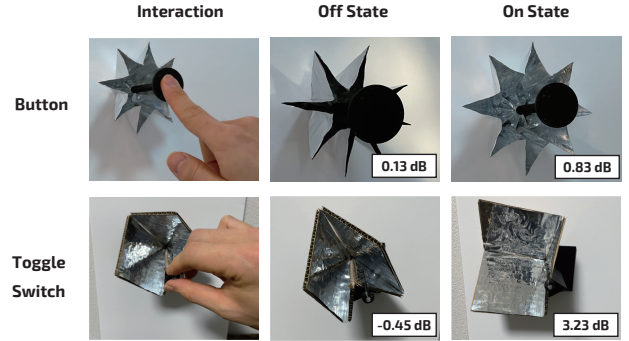 Interaction Off State On State
Button
0.13 dB 0.83 dB
Toggle
Switch
-0.45 dB 3.23 dB